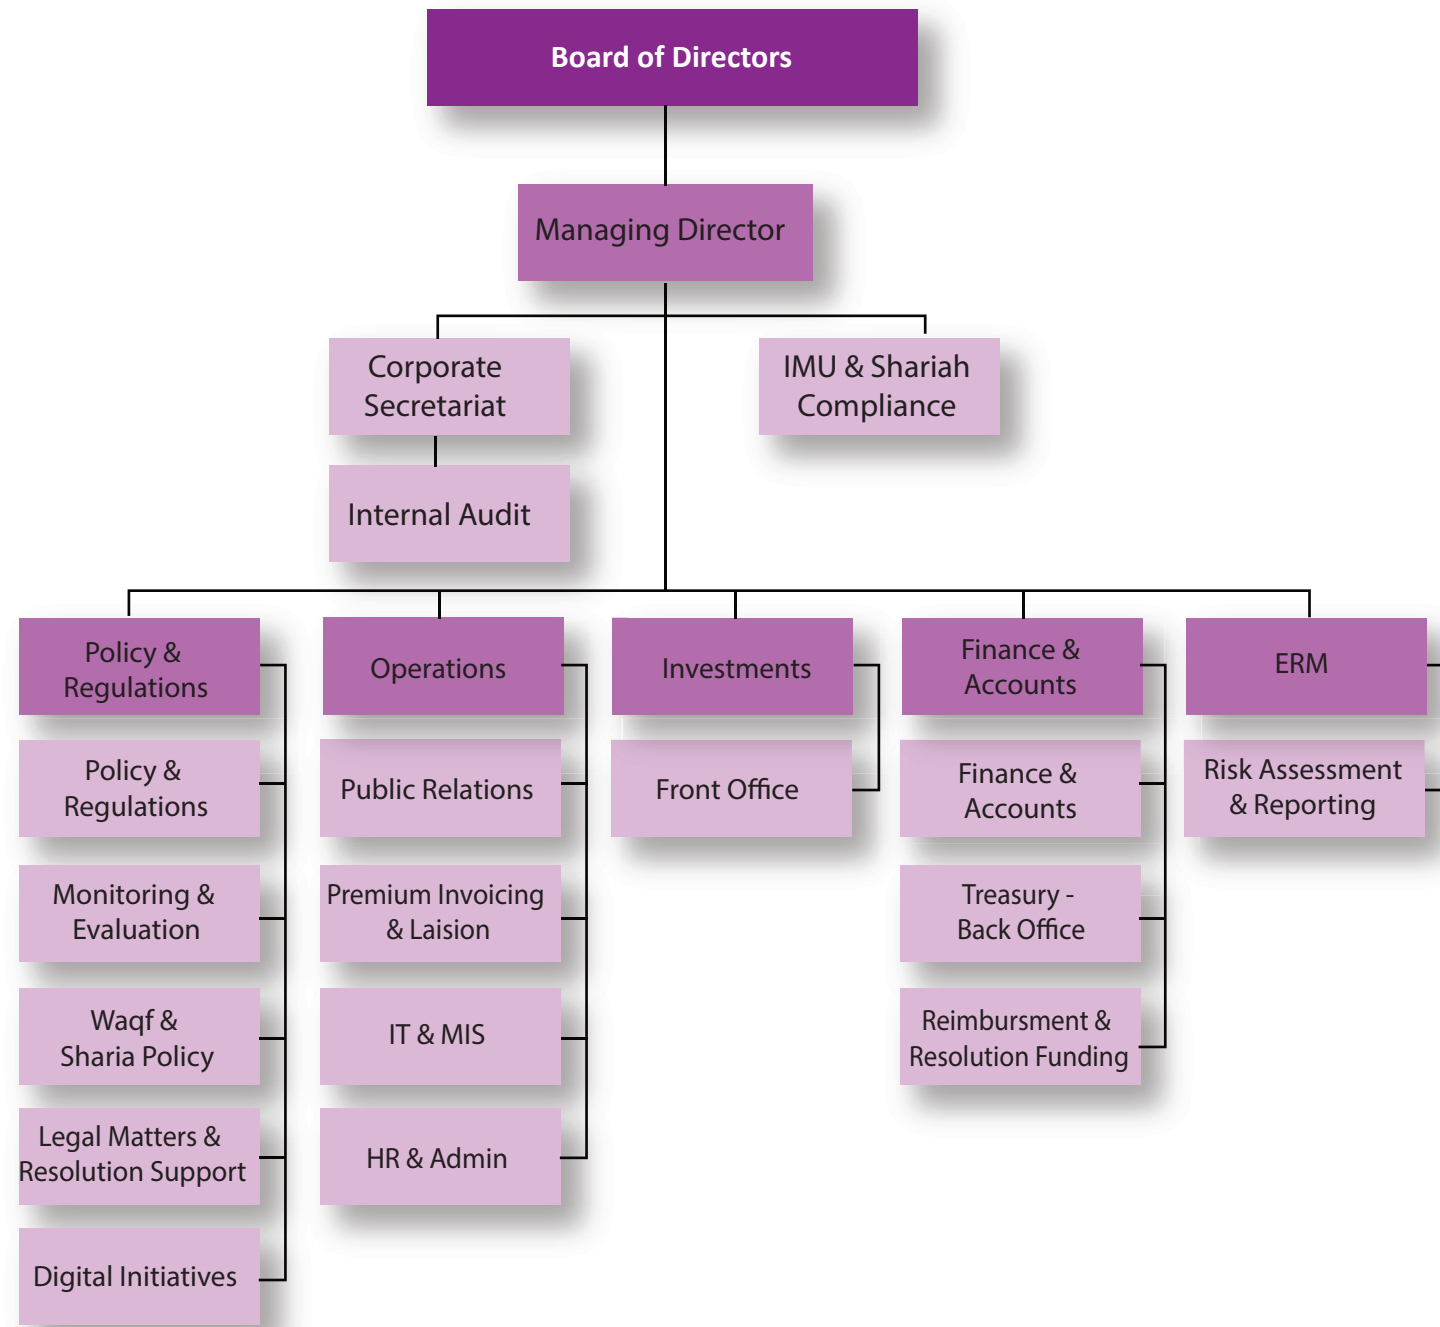 Board of Directors
Managing Director
Corporate
Secretariat
IMU & Shariah
Compliance
Internal Audit
Policy &
Regulations
Operations
Investments
Finance &
Accounts
ERM
Policy &
Regulations
Public Relations
Front Office
Finance &
Accounts
Risk Assessment
& Reporting
Monitoring &
Evaluation
Premium Invoicing
& Laision
Treasury -
Back Office
Waqf &
Sharia Policy
IT & MIS
Reimbursment &
Resolution Funding
Legal Matters &
Resolution Support
HR & Admin
Digital Initiatives